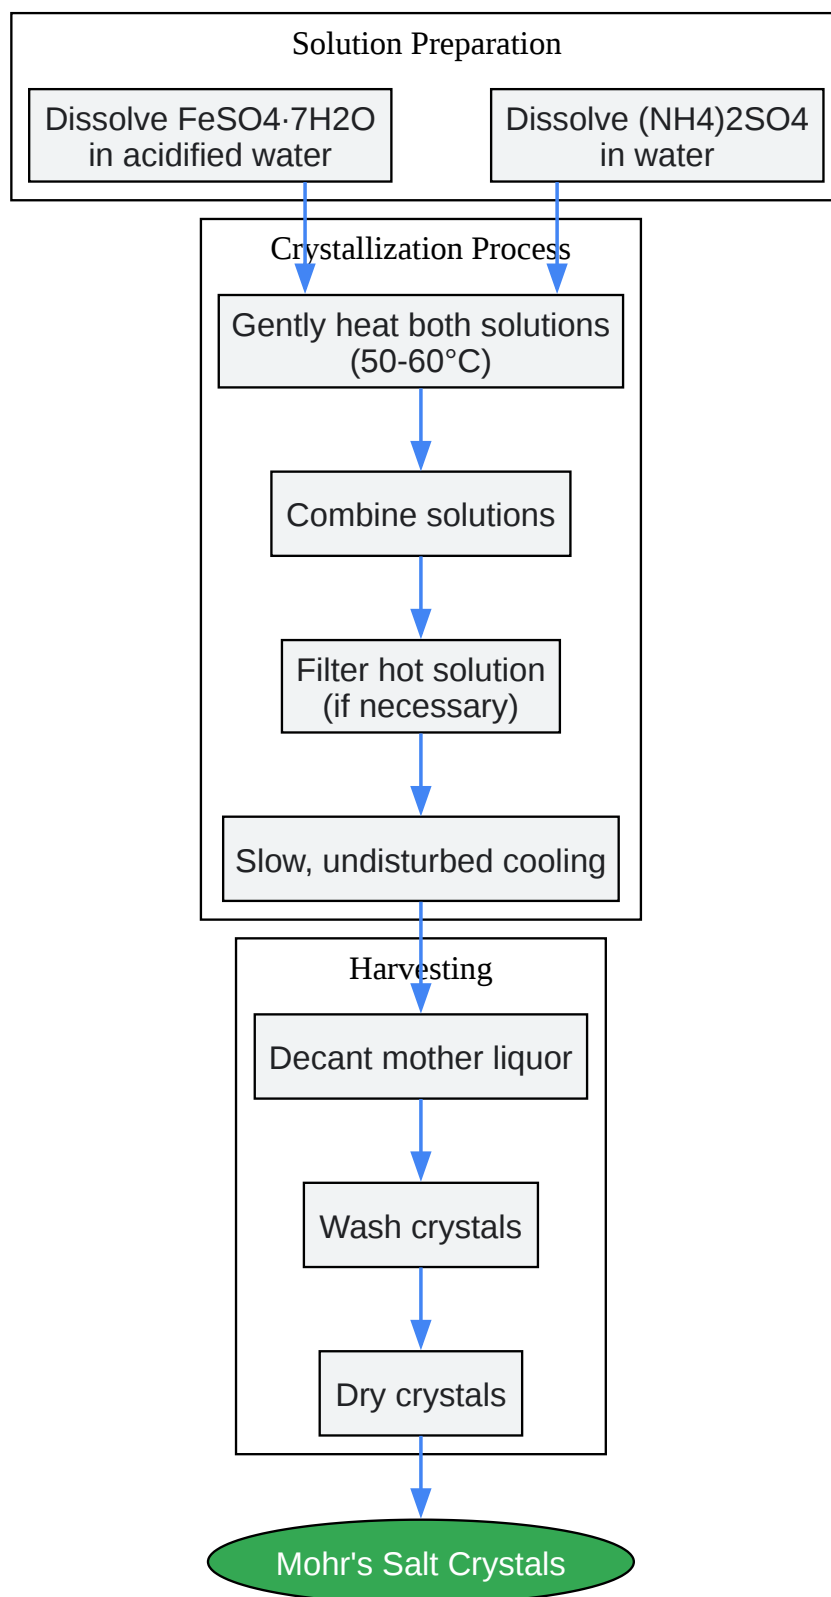 Solution Preparation
Dissolve FeSO4·7H2O
in acidified water
Dissolve (NH4)2SO4
in water
Crystallization Process
Gently heat both solutions
(50-60°C)
Combine solutions
Filter hot solution
(if necessary)
Slow, undisturbed cooling
Harvesting
Decant mother liquor
Wash crystals
Dry crystals
Mohr's Salt Crystals